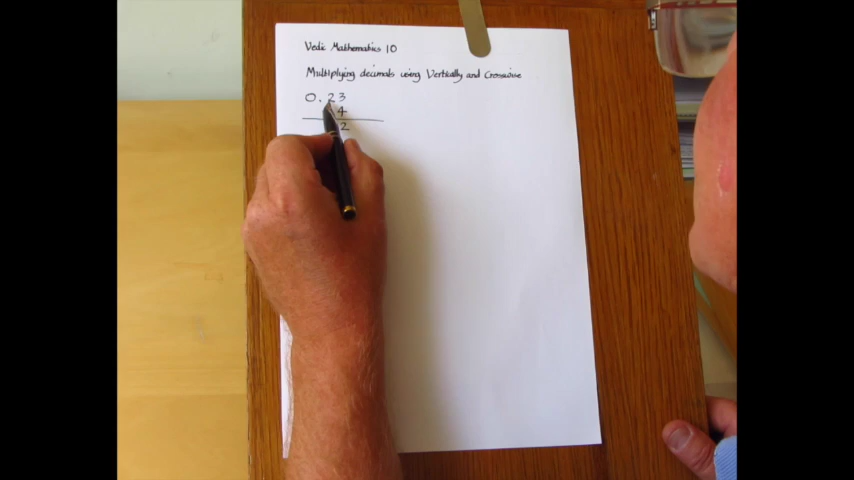 Vedic Mathematics 10
Multiplying decimals using Vertically and Crosswise
0.23
4
2